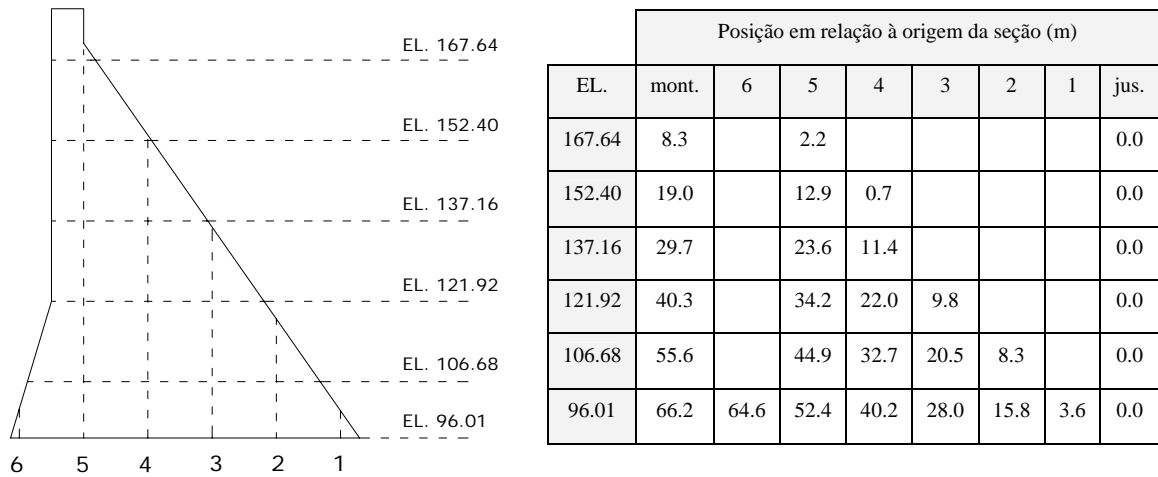 EL. 167.64
EL. 152.40
EL. 137.16
EL. 121.92
EL. 106.68
EL. 96.01
6 5 4 3 2 1
Posição em relação à origem da seção (m)
EL. mont. 6 5 4 3 2 1 jus.
167.64 8.3 2.2 0.0
152.40 19.0 12.9 0.7 0.0
137.16 29.7 23.6 11.4 0.0
121.92 40.3 34.2 22.0 9.8 0.0
106.68 55.6 44.9 32.7 20.5 8.3 0.0
96.01 66.2 64.6 52.4 40.2 28.0 15.8 3.6 0.0